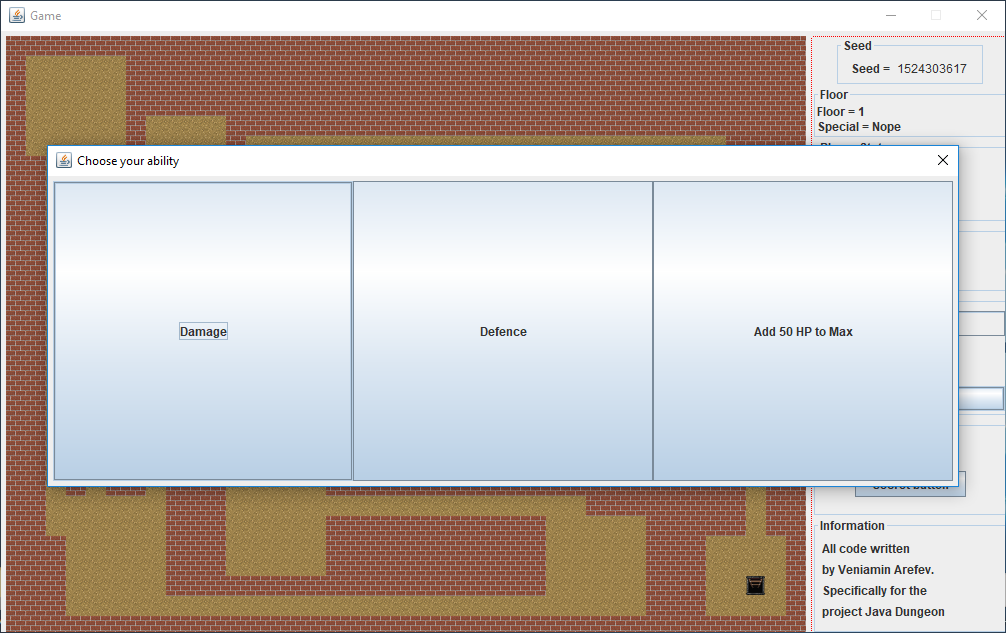 Game
Seed
Seed = 1524303617
Floor
Floor = 1
Special = Nope
Choose your ability
Damage
Defence
Add 50 HP to Max
Information
All code written
by Veniamin Arefev.
Specifically for the
project Java Dungeon